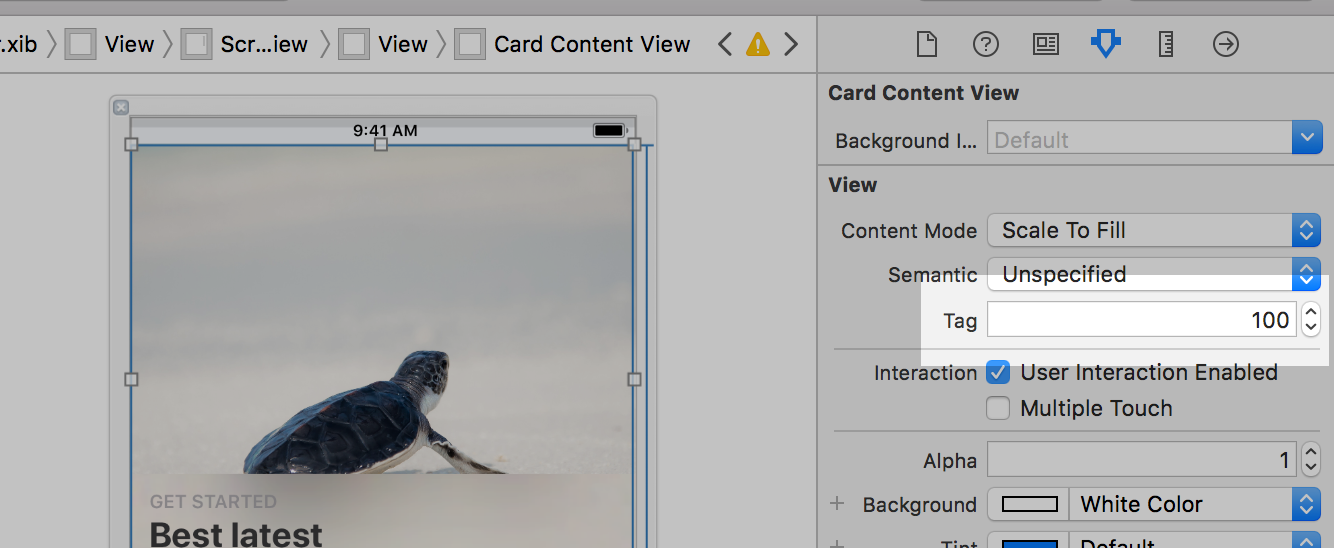 r.xib
View
Scr...iew
View
Card Content View
9:41 AM
GET STARTED
Best latest
Card Content View
Background I...
Default
View
Content Mode
Scale To Fill
Semantic
Unspecified
Tag
100
Interaction
User Interaction Enabled
Multiple Touch
Alpha
1
Background
White Color
Tint
Default